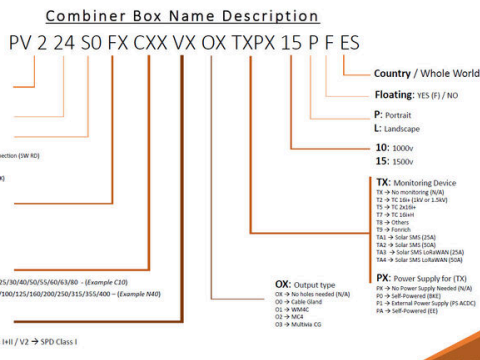 Combiner Box Name Description
PV 2 24 S0 FX CXX VX OX TXPX 15 P F ES
Country / Whole World
Floating: YES (F) / NO
P: Portrait
L: Landscape
10: 1000v
15: 1500v
TX: Monitoring Device
TX → No monitoring (N/A)
T2 → TC 16I+ (1kV or 1.5kV)
T5 → TC 2x16I+
T7 → TC 16I+H
T8 → Others
T9 → Fonrich
TA1 → Solar SMS (25A)
TA2 → Solar SMS (50A)
TA3 → Solar SMS LoRaWAN (25A)
TA4 → Solar SMS LoRaWAN (50A)
PX: Power Supply for (TX)
PX → No Power Supply Needed (N/A)
P0 → Self-Powered (BKE)
P1 → External Power Supply (PS ACDC)
PA → Self-Powered (EE)
OX: Output type
OX → No holes needed (N/A)
O0 → Cable Gland
O1 → WM4C
O2 → MC4
O3 → Multivia CG
nection (SW RD)
X)
25/30/40/50/55/60/63/80 - (Example C10)
/100/125/160/200/250/315/355/400 – (Example N40)
I+II / V2 → SPD Class I